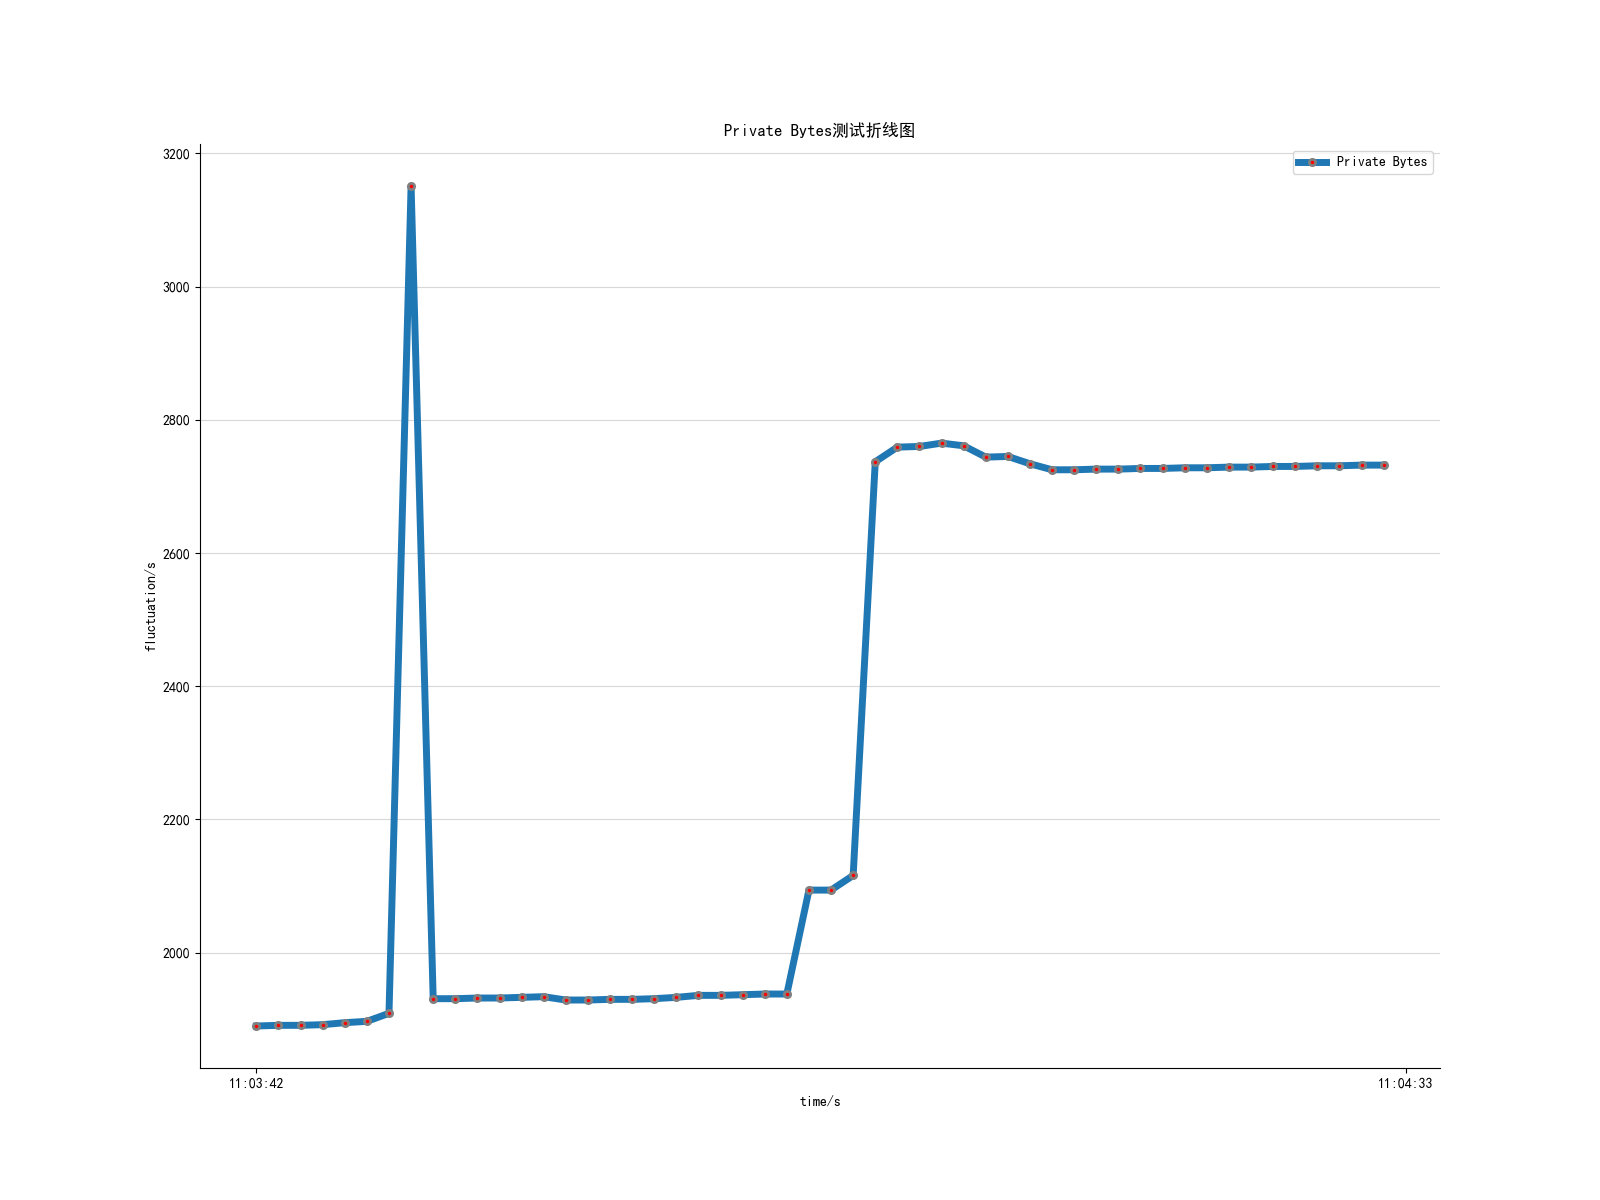 Private Bytes测试折线图
Private Bytes
3200
3000
2800
2600
2400
2200
2000
fluctuation/s
11:03:42
11:04:33
time/s